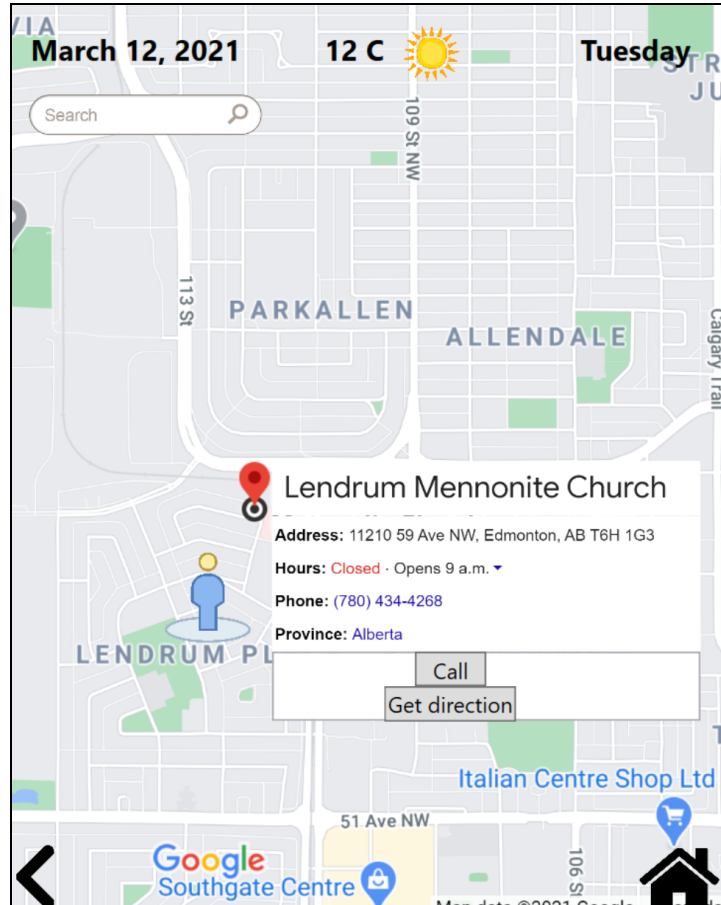 VIA
March 12, 2021 12 C Tuesday
STR
JU
Search
109 St NW
113 St
PARKALLEN
ALLENDALE
Calgary Trail
Lendrum Mennonite Church
Address: 11210 59 Ave NW, Edmonton, AB T6H 1G3
Hours: Closed · Opens 9 a.m.
Phone: (780) 434-4268
Province: Alberta
LENDRUM PL
Call
Get direction
T
Italian Centre Shop Ltd
51 Ave NW
106 St
Google
Southgate Centre
Map data ©2021 Google